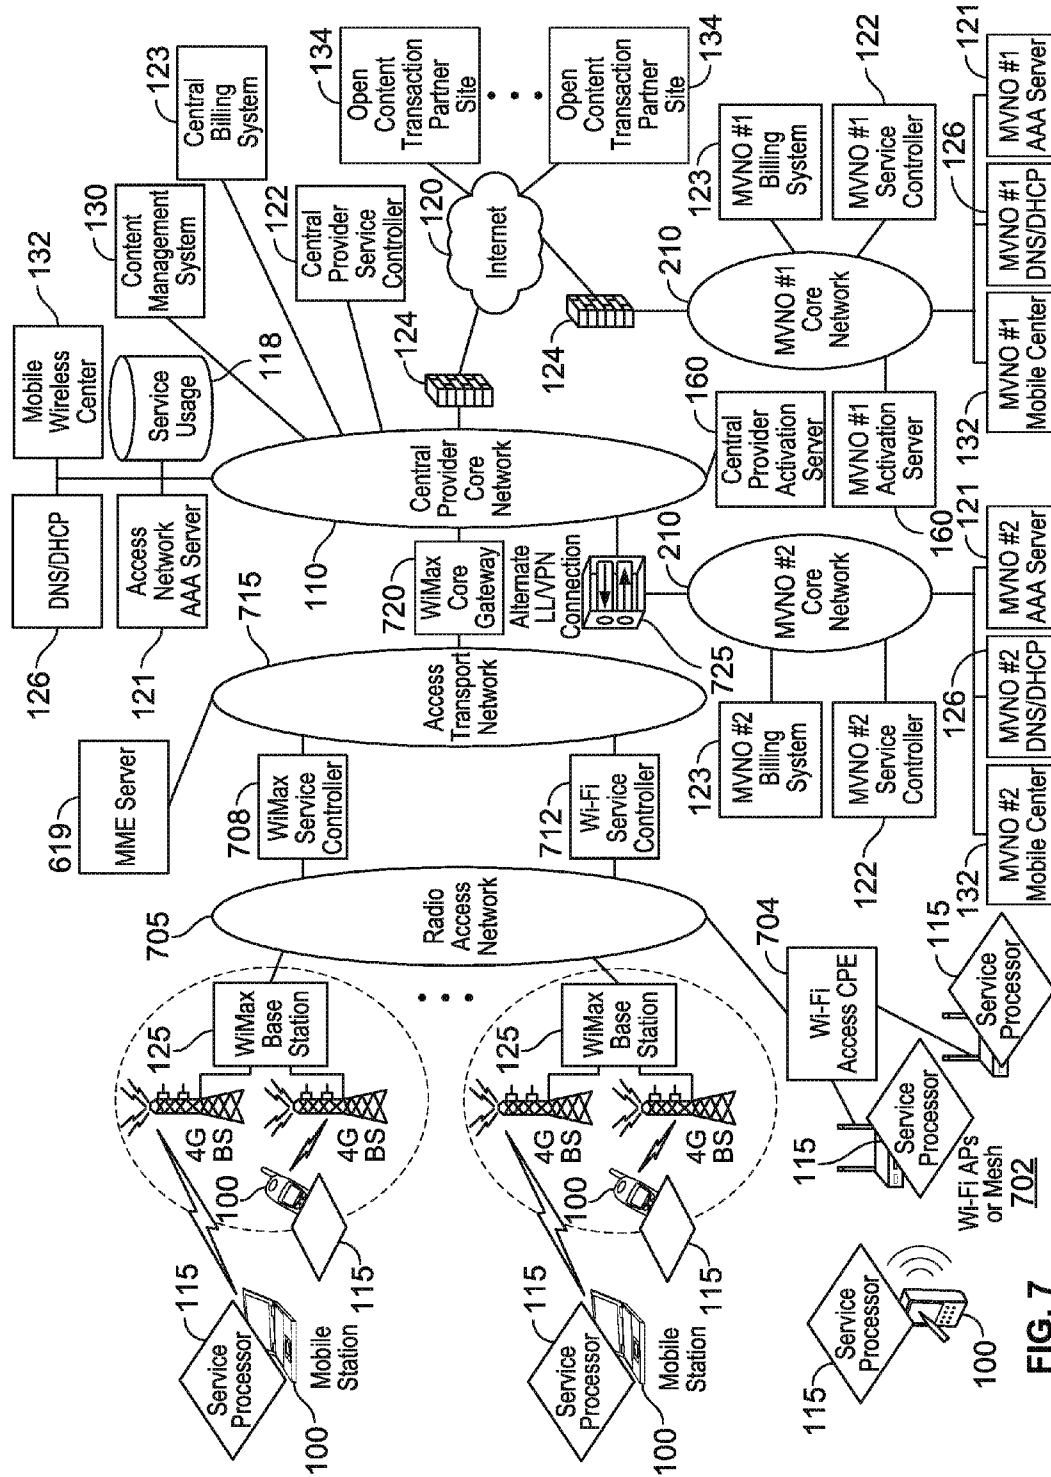 619
MME Server
126
DNS/DHCP
Mobile
Wireless
Center
132
121
Access
Network
AAA Server
Service
Usage
118
130
Content
Management
System
123
Central
Billing
System
122
Central
Provider
Service
Controller
134
Open
Content
Transaction
Partner
Site
Open
Content
Transaction
Partner
Site
134
120
Internet
124
124
705
Radio
Access
Network
708
WiMax
Service
Controller
712
Wi-Fi
Service
Controller
715
Access
Transport
Network
720
WiMax
Core
Gateway
110
Central
Provider
Core
Network
Alternate
LL/VPN
Connection
725
160
Central
Provider
Activation
Server
MVNO #1
Activation
Server
160
210
MVNO #1
Core
Network
123
MVNO #1
Billing
System
MVNO #1
Service
Controller
122
132
MVNO #1
Mobile Center
126
MVNO #1
DNS/DHCP
121
MVNO #1
AAA Server
210
MVNO #2
Core
Network
123
MVNO #2
Billing
System
MVNO #2
Service
Controller
122
132
MVNO #2
Mobile Center
126
MVNO #2
DNS/DHCP
121
MVNO #2
AAA Server
125
WiMax
Base
Station
4G
BS
4G
BS
100
115
115
Service
Processor
Mobile
Station
100
125
WiMax
Base
Station
4G
BS
4G
BS
100
115
115
Service
Processor
Mobile
Station
100
704
Wi-Fi
Access CPE
115
Service
Processor
115
Service
Processor
Wi-Fi APs
or Mesh
702
115
Service
Processor
100
FIG. 7